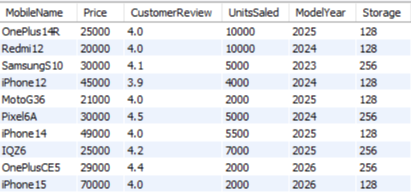 MobileName Price CustomerReview UnitsSaled ModelYear Storage
OnePlus14R 25000 4.0 10000 2025 128
Redmi12 20000 4.0 10000 2024 128
SamsungS10 30000 4.1 5000 2023 256
iPhone12 45000 3.9 4000 2024 128
MotoG36 21000 4.0 2000 2025 128
Pixel6A 30000 4.5 5000 2024 256
iPhone14 49000 4.0 5500 2025 128
IQZ6 25000 4.2 7000 2025 256
OnePlusCE5 29000 4.4 2000 2026 256
iPhone15 70000 4.0 2000 2026 128